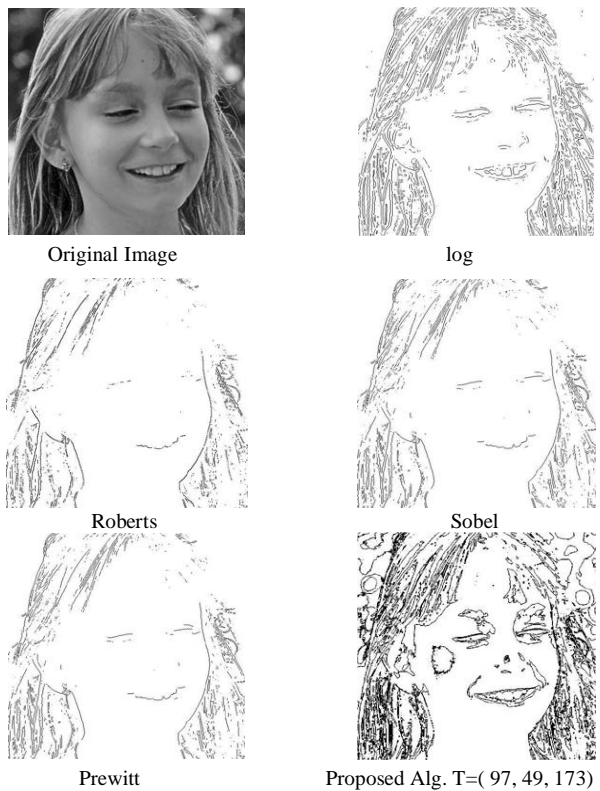 Original Image
log
Roberts
Sobel
Prewitt
Proposed Alg. T=( 97, 49, 173)